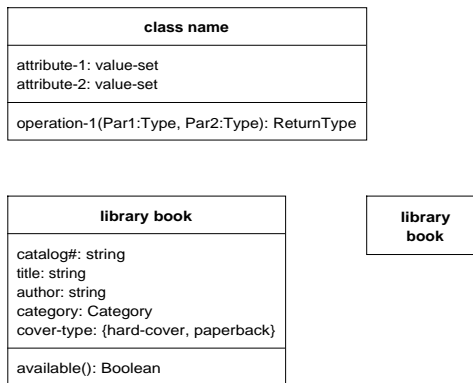 class name
attribute-1: value-set
attribute-2: value-set
operation-1(Par1:Type, Par2:Type): ReturnType
library book
catalog#: string
title: string
author: string
category: Category
cover-type: {hard-cover, paperback}
available(): Boolean
library
book